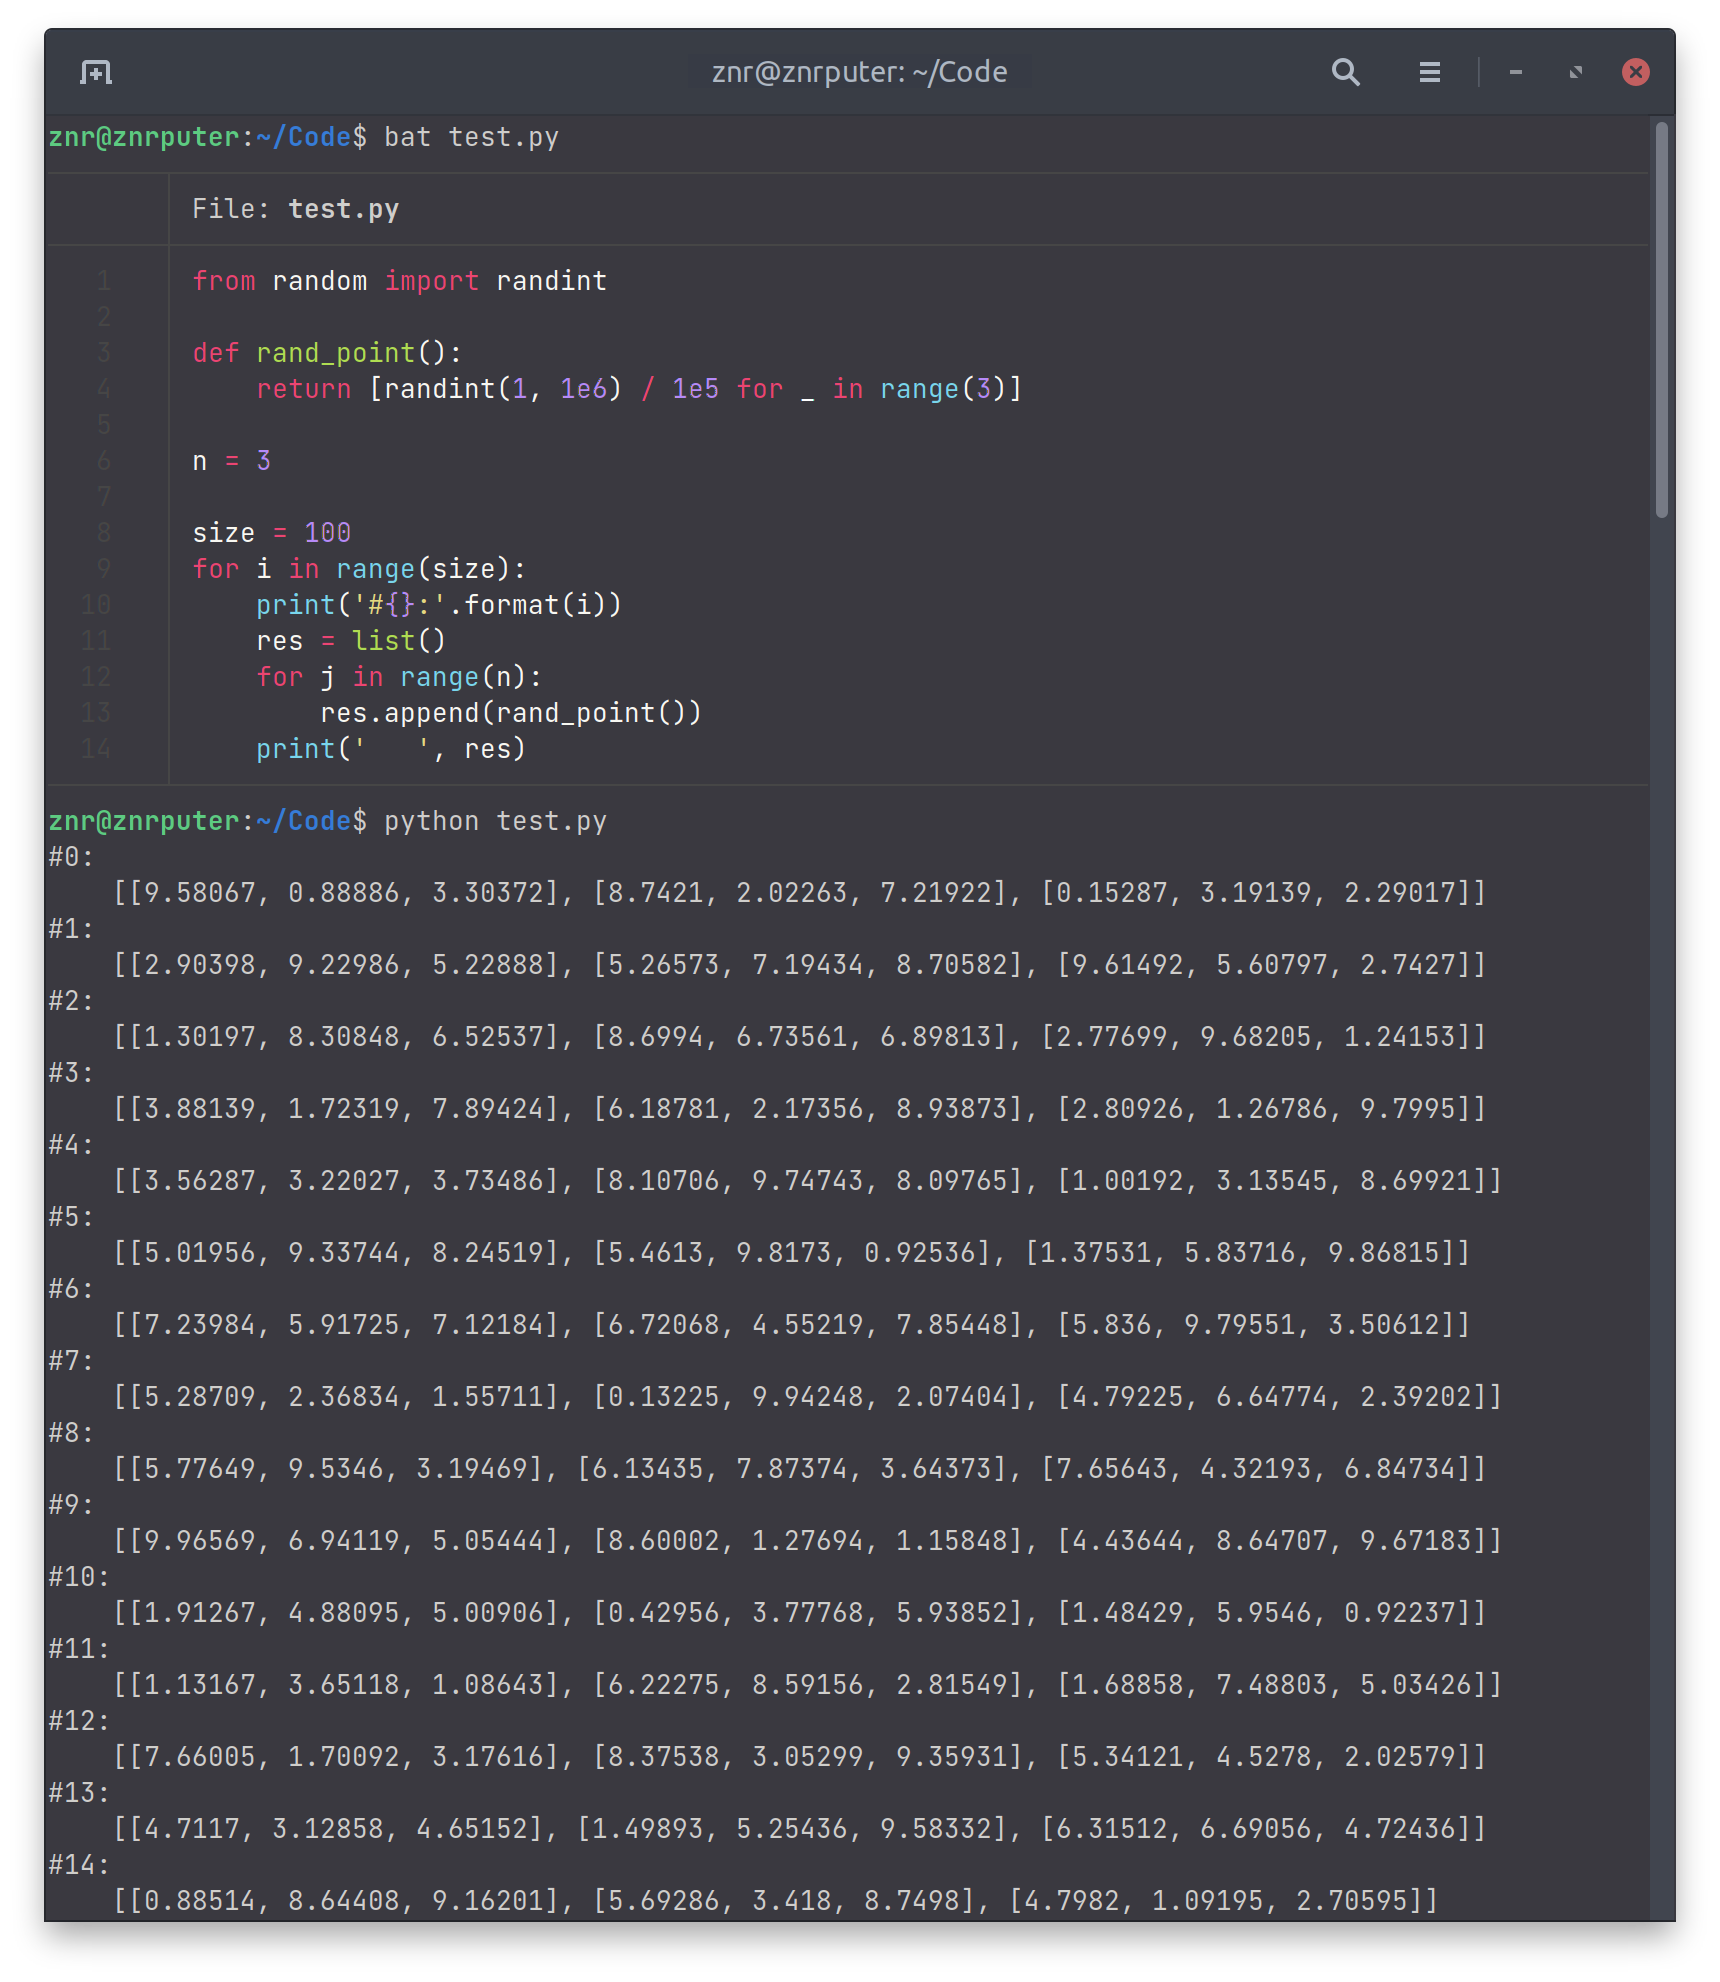 znr@znrputer: ~/Code
znr@znrputer:~/Code$ bat test.py
File: test.py
1 from random import randint
2
3 def rand_point():
4     return [randint(1, 1e6) / 1e5 for _ in range(3)]
5
6 n = 3
7
8 size = 100
9 for i in range(size):
10     print('#{}:'.format(i))
11     res = list()
12     for j in range(n):
13         res.append(rand_point())
14     print('   ', res)
znr@znrputer:~/Code$ python test.py
#0:
    [[9.58067, 0.88886, 3.30372], [8.7421, 2.02263, 7.21922], [0.15287, 3.19139, 2.29017]]
#1:
    [[2.90398, 9.22986, 5.22888], [5.26573, 7.19434, 8.70582], [9.61492, 5.60797, 2.7427]]
#2:
    [[1.30197, 8.30848, 6.52537], [8.6994, 6.73561, 6.89813], [2.77699, 9.68205, 1.24153]]
#3:
    [[3.88139, 1.72319, 7.89424], [6.18781, 2.17356, 8.93873], [2.80926, 1.26786, 9.7995]]
#4:
    [[3.56287, 3.22027, 3.73486], [8.10706, 9.74743, 8.09765], [1.00192, 3.13545, 8.69921]]
#5:
    [[5.01956, 9.33744, 8.24519], [5.4613, 9.8173, 0.92536], [1.37531, 5.83716, 9.86815]]
#6:
    [[7.23984, 5.91725, 7.12184], [6.72068, 4.55219, 7.85448], [5.836, 9.79551, 3.50612]]
#7:
    [[5.28709, 2.36834, 1.55711], [0.13225, 9.94248, 2.07404], [4.79225, 6.64774, 2.39202]]
#8:
    [[5.77649, 9.5346, 3.19469], [6.13435, 7.87374, 3.64373], [7.65643, 4.32193, 6.84734]]
#9:
    [[9.96569, 6.94119, 5.05444], [8.60002, 1.27694, 1.15848], [4.43644, 8.64707, 9.67183]]
#10:
    [[1.91267, 4.88095, 5.00906], [0.42956, 3.77768, 5.93852], [1.48429, 5.9546, 0.92237]]
#11:
    [[1.13167, 3.65118, 1.08643], [6.22275, 8.59156, 2.81549], [1.68858, 7.48803, 5.03426]]
#12:
    [[7.66005, 1.70092, 3.17616], [8.37538, 3.05299, 9.35931], [5.34121, 4.5278, 2.02579]]
#13:
    [[4.7117, 3.12858, 4.65152], [1.49893, 5.25436, 9.58332], [6.31512, 6.69056, 4.72436]]
#14:
    [[0.88514, 8.64408, 9.16201], [5.69286, 3.418, 8.7498], [4.7982, 1.09195, 2.70595]]